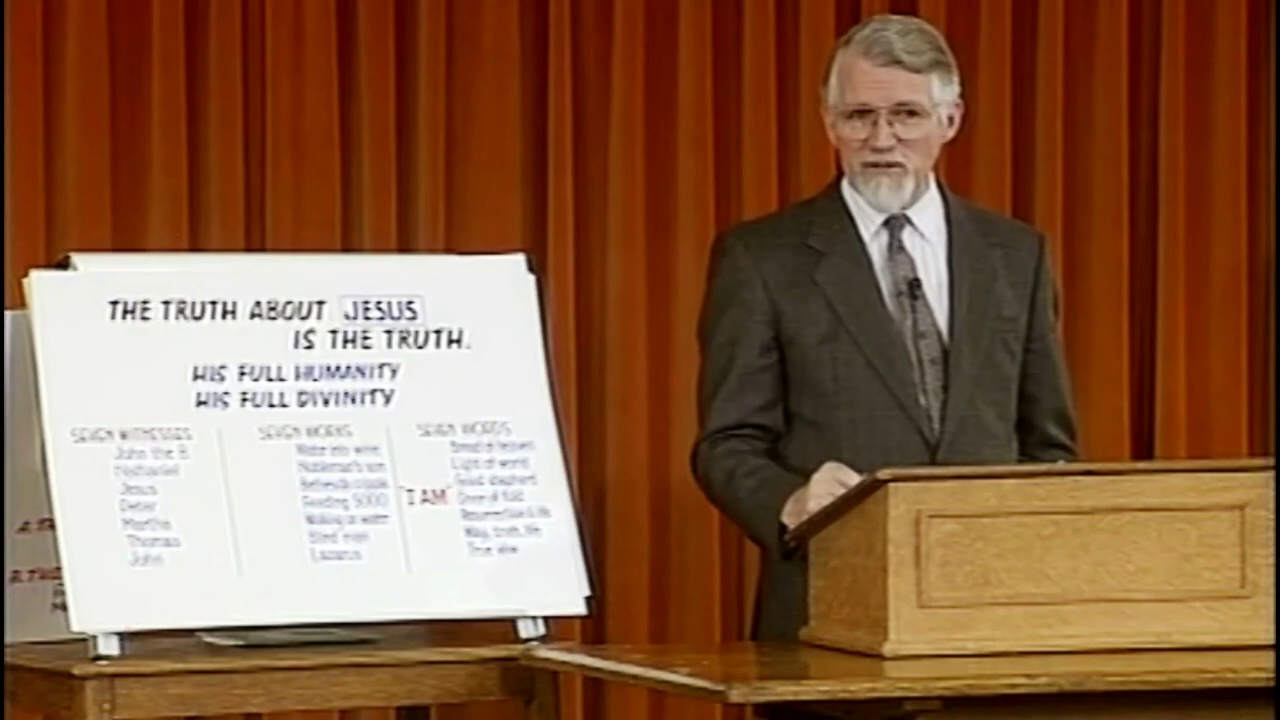 THE TRUTH ABOUT JESUS
IS THE TRUTH.
HIS FULL HUMANITY
HIS FULL DIVINITY
SEVEN WITNESSES
John the B
Nathaniel
Jesus
Peter
Martha
Thomas
John
SEVEN WORKS
Water into wine
Nobleman's son
Bethesda
Feeding 5000
Walking on water
Blind man
Lazarus
SEVEN WORDS
"I AM"
Bread of heaven
Light of world
Good shepherd
Door of fold
Resurrection & life
Way, truth, life
True vine